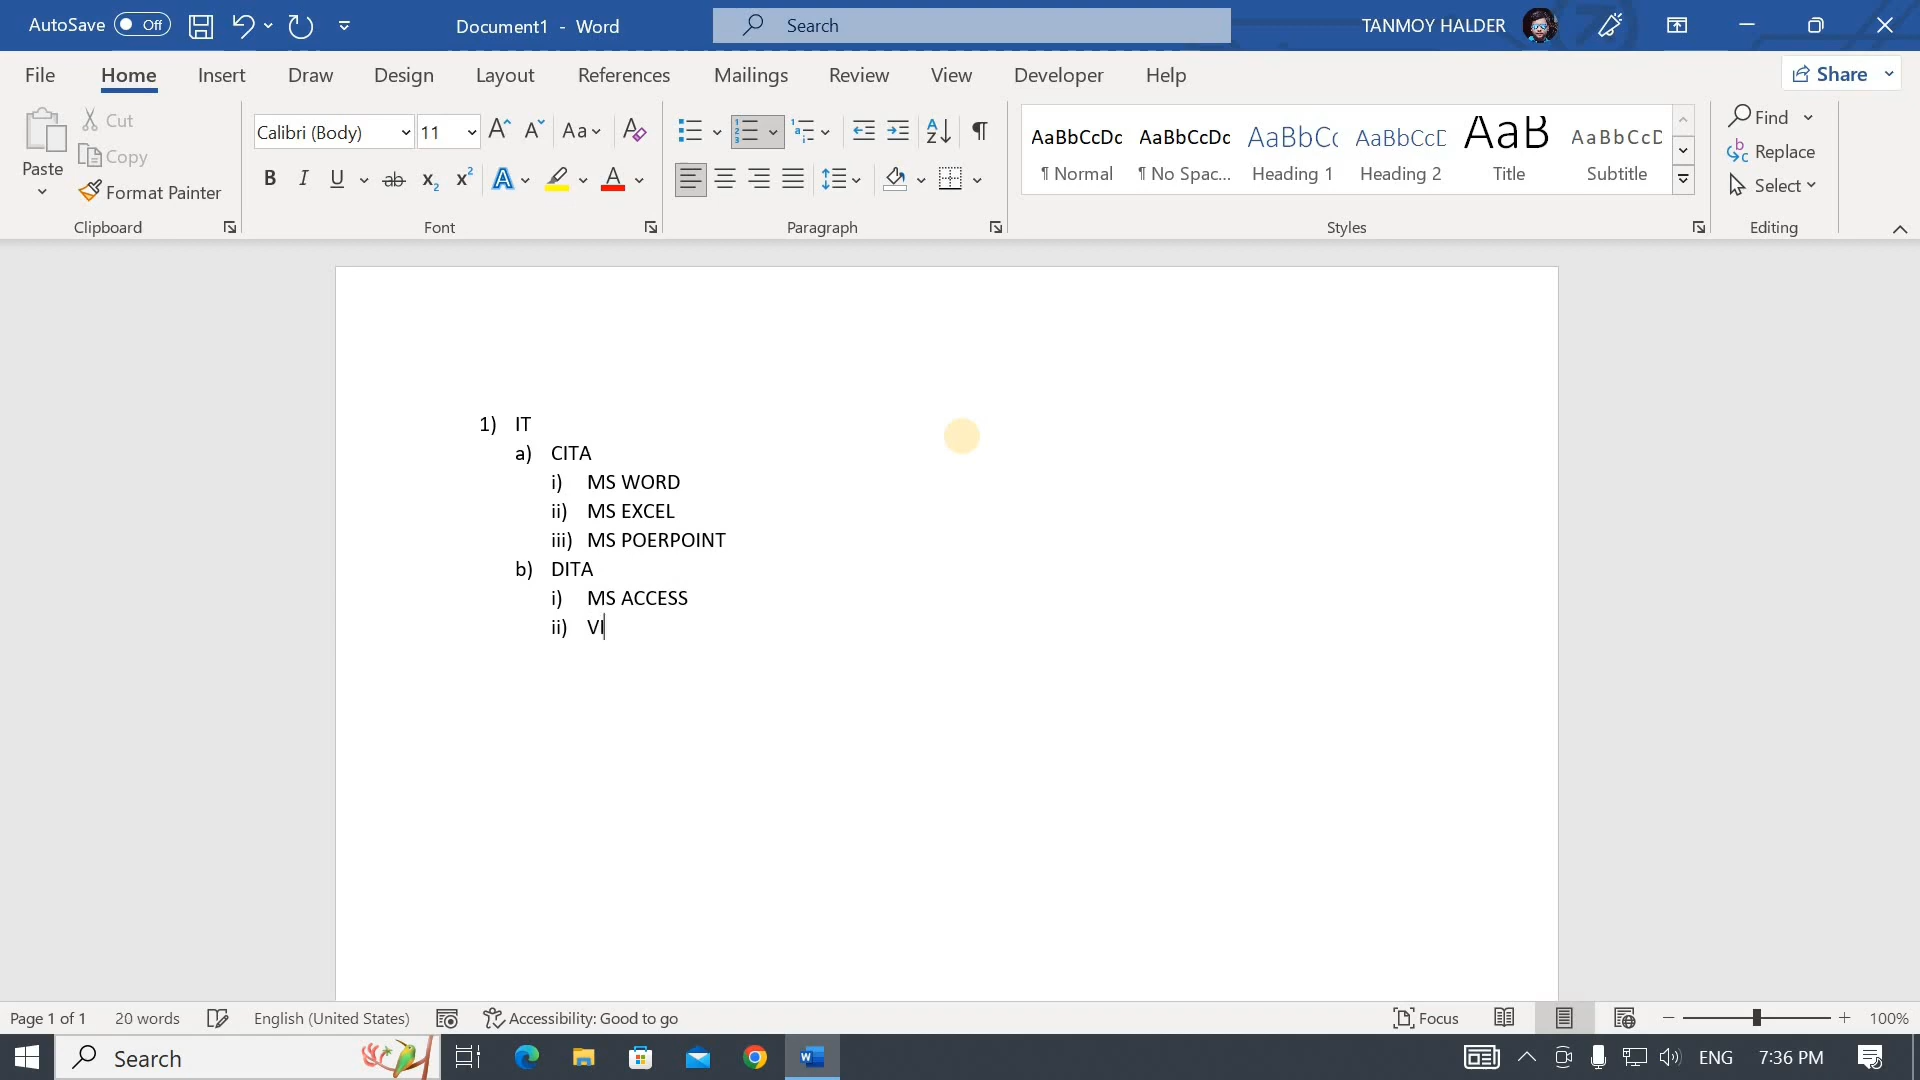 AutoSave Off Document1 - Word Search TANMOY HALDER
File Home Insert Draw Design Layout References Mailings Review View Developer Help Share
Paste Cut Copy Format Painter
Clipboard
Calibri (Body) 11 Aa
Font
Paragraph
AaBbCcDc AaBbCcDc AaBbC AaBbCcD AaB AaBbCcD
¶ Normal ¶ No Spac... Heading 1 Heading 2 Title Subtitle
Styles
Find
Replace
Select
Editing
1) IT
a) CITA
i) MS WORD
ii) MS EXCEL
iii) MS POERPOINT
b) DITA
i) MS ACCESS
ii) VI
Page 1 of 1 20 words English (United States) Accessibility: Good to go Focus 100%
Search ENG 7:36 PM